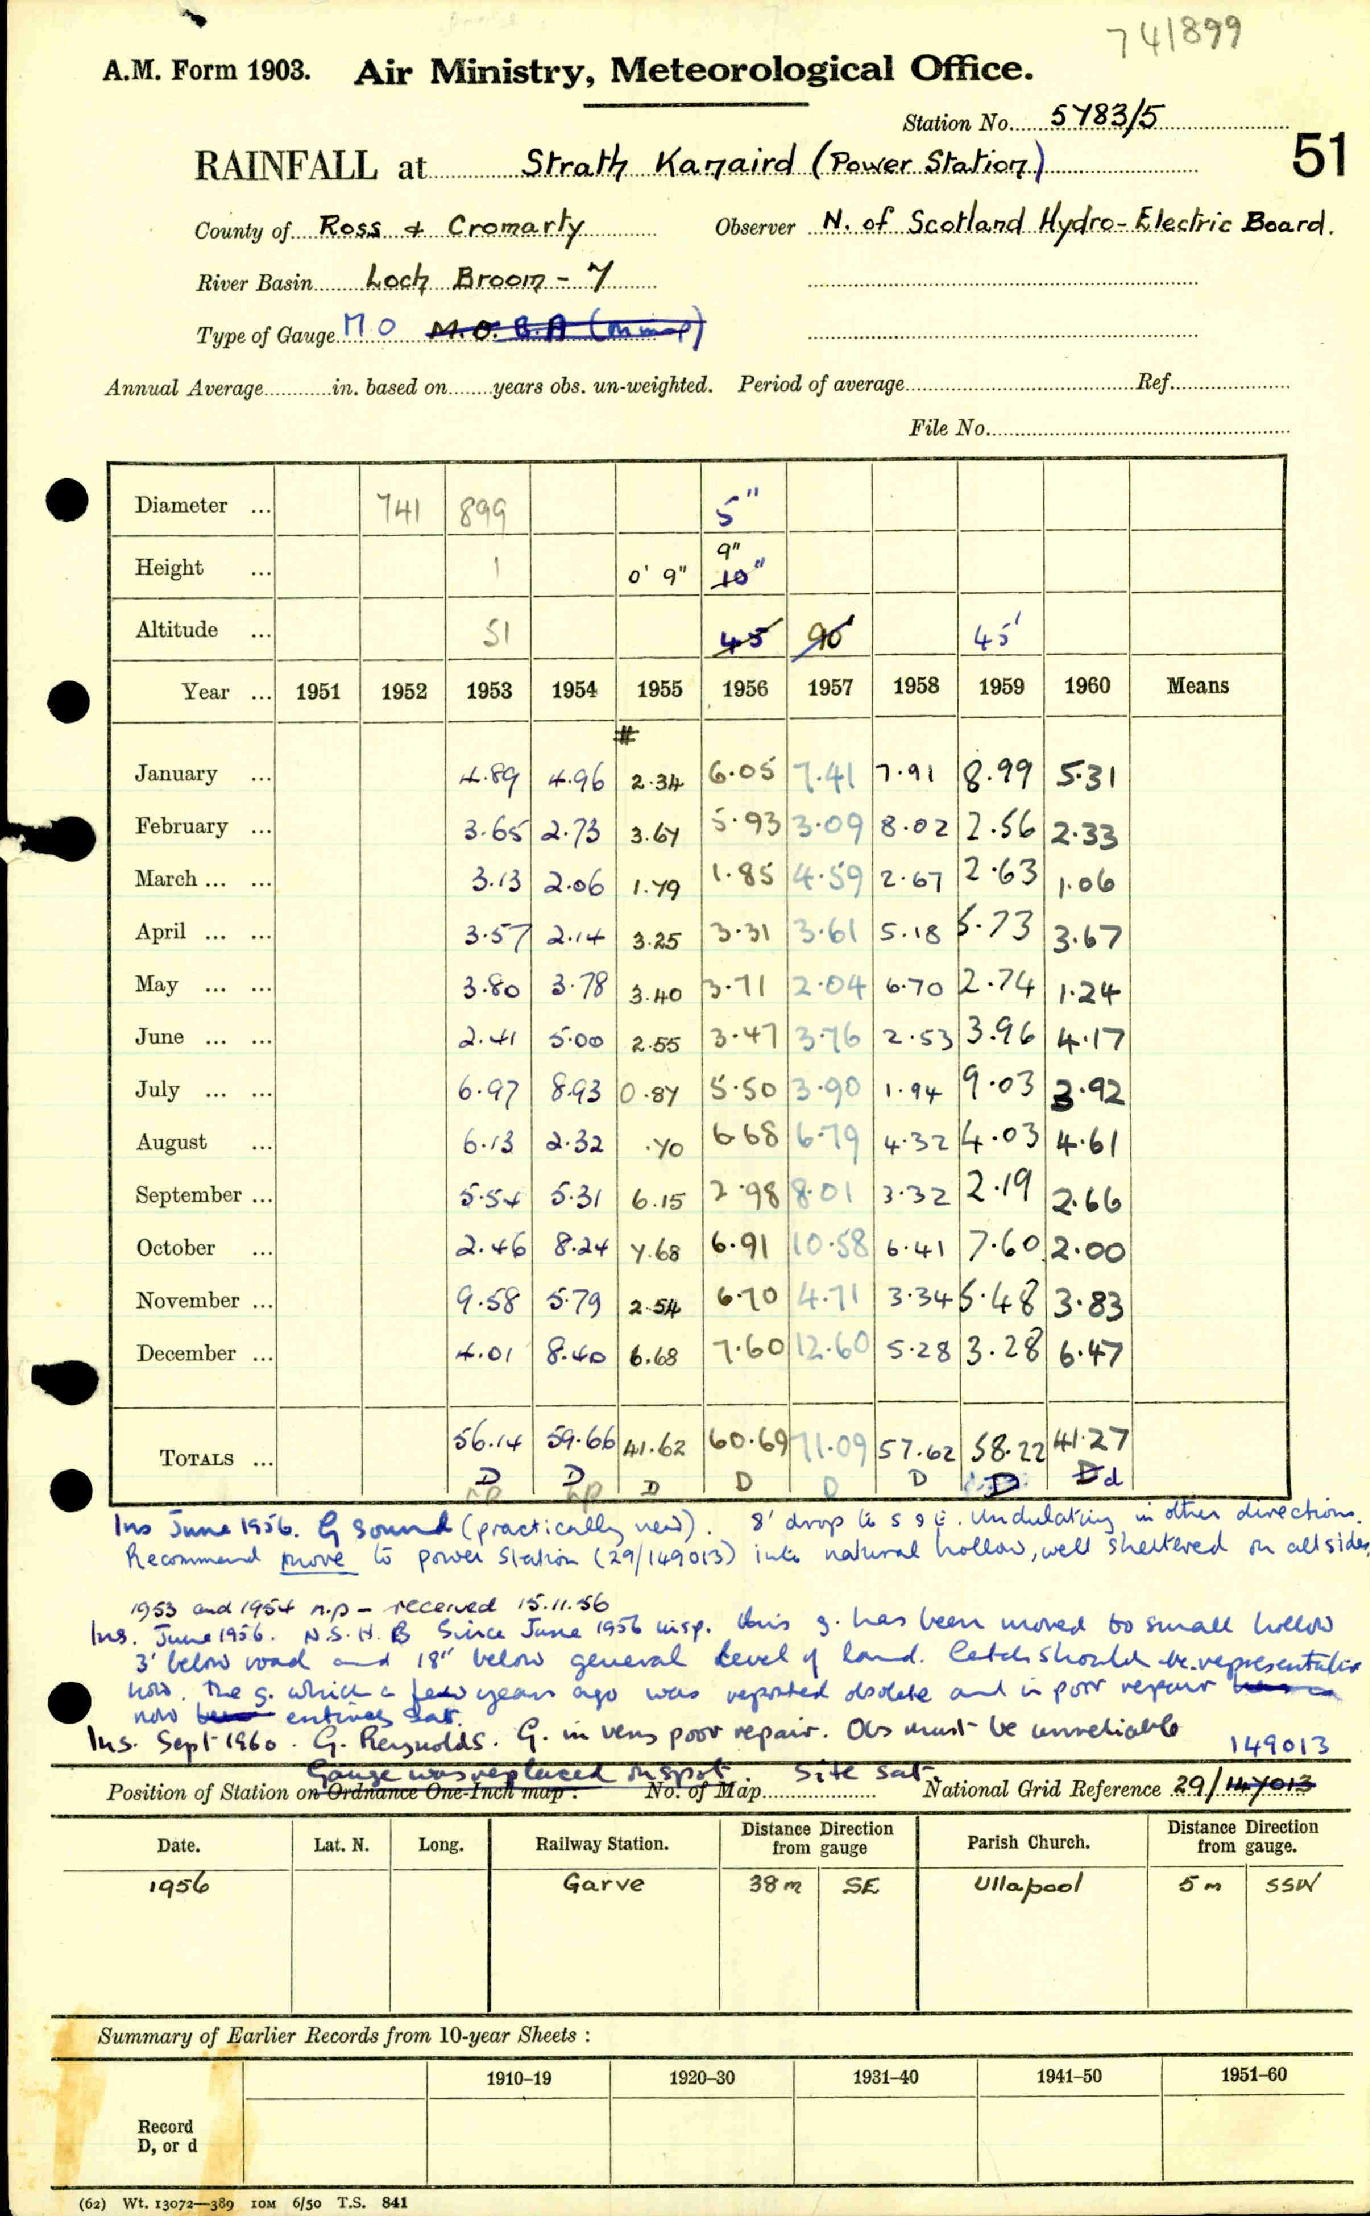 741899
A.M. Form 1903. Air Ministry, Meteorological Office.
Station No. 5783/5
51
RAINFALL at Strath Kanaird (Power Station)
County of Ross & Cromarty Observer N. of Scotland Hydro-Electric Board.
River Basin Loch Broom - 7
Type of Gauge M O M.O. B.A (on map)
Annual Average in. based on years obs. un-weighted. Period of average Ref.
File No.
Diameter ... 741 899 5"
9"
Height ... 1 0' 9" 10"
Altitude ... 51 45 90' 45'
Year ... 1951 1952 1953 1954 1955 1956 1957 1958 1959 1960 Means
#
January ... 4.89 4.96 2.34 6.05 7.41 7.91 8.99 5.31
February ... 3.65 2.73 3.67 5.93 3.09 8.02 2.56 2.33
March ... ... 3.13 2.06 1.79 1.85 4.59 2.67 2.63 1.06
April ... ... 3.57 2.14 3.25 3.31 3.61 5.18 5.73 3.67
May ... ... 3.80 3.78 3.40 3.71 2.04 6.70 2.74 1.24
June ... ... 2.41 5.00 2.55 3.47 3.76 2.53 3.96 4.17
July ... ... 6.97 8.93 0.87 5.50 3.90 1.94 9.03 3.92
August ... 6.13 2.32 .70 6.68 6.79 4.32 4.03 4.61
September ... 5.54 5.31 6.15 2.98 8.01 3.32 2.19 2.66
October ... 2.46 8.24 7.68 6.91 10.58 6.41 7.60 2.00
November ... 9.58 5.79 2.54 6.70 4.71 3.34 5.48 3.83
December ... 4.01 8.40 6.68 7.60 12.60 5.28 3.28 6.47
TOTALS ... 56.14 59.66 41.62 60.69 71.09 57.62 58.22 41.27
D D D D D D D D d
np np
Ins June 1956. G sound (practically new). 8' drop to S & E. Undulating in other directions.
Recommend move to power station (29/149013) into natural hollow, well sheltered on all sides
1953 and 1954 n.p - received 15.11.56
Ins. June 1956. N.S.H.B Since June 1956 insp. this g. has been moved to small hollow
3' below road and 18" below general level of land. Catch should be representative
now. The g. which a few years ago was reported obsolete and in poor repair
now entirely sat.
Ins. Sept 1960. G. Reynolds. G. in very poor repair. Obs must be unreliable
149013
Gauge was replaced on spot. Site sat.
Position of Station on Ordnance One-Inch map : No. of Map National Grid Reference 29/147013
Date. Lat. N. Long. Railway Station. Distance Direction from gauge Parish Church. Distance Direction from gauge.
1956 Garve 38 m SE Ullapool 5 m SSW
Summary of Earlier Records from 10-year Sheets :
1910–19 1920–30 1931–40 1941–50 1951–60
Record
D, or d
(62) Wt. 13072—389 10M 6/50 T.S. 841